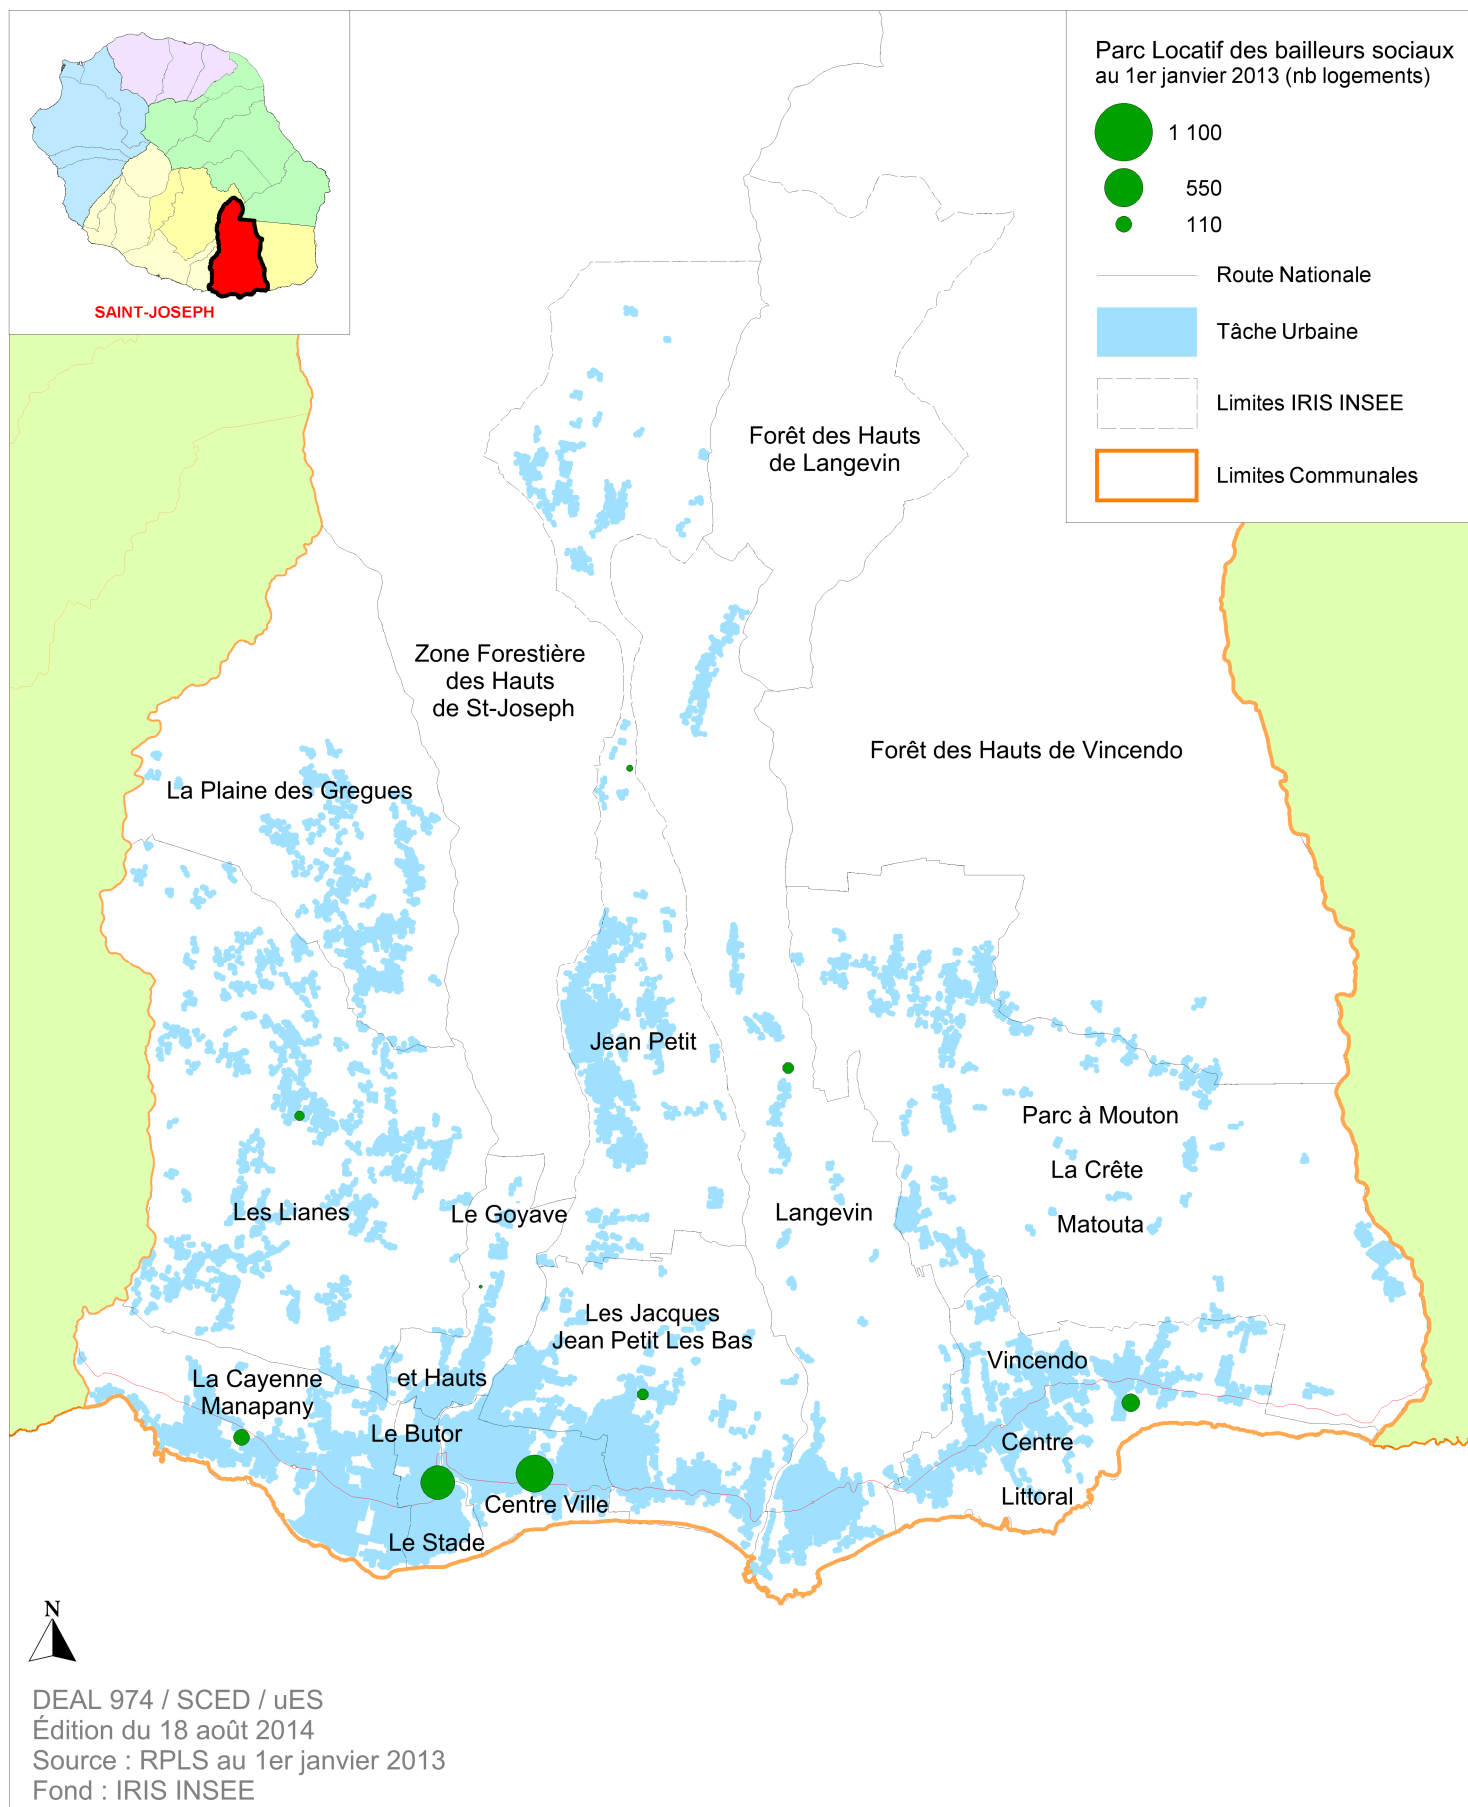 SAINT-JOSEPH
Parc Locatif des bailleurs sociaux
au 1er janvier 2013 (nb logements)
1 100
550
110
Route Nationale
Tâche Urbaine
Limites IRIS INSEE
Limites Communales
Forêt des Hauts
de Langevin
Zone Forestière
des Hauts
de St-Joseph
Forêt des Hauts de Vincendo
La Plaine des Gregues
Jean Petit
Parc à Mouton
La Crête
Matouta
Les Lianes
Le Goyave
Langevin
Les Jacques
Jean Petit Les Bas
Vincendo
La Cayenne
Manapany
et Hauts
Le Butor
Centre
Littoral
Centre Ville
Le Stade
N
DEAL 974 / SCED / uES
Édition du 18 août 2014
Source : RPLS au 1er janvier 2013
Fond : IRIS INSEE